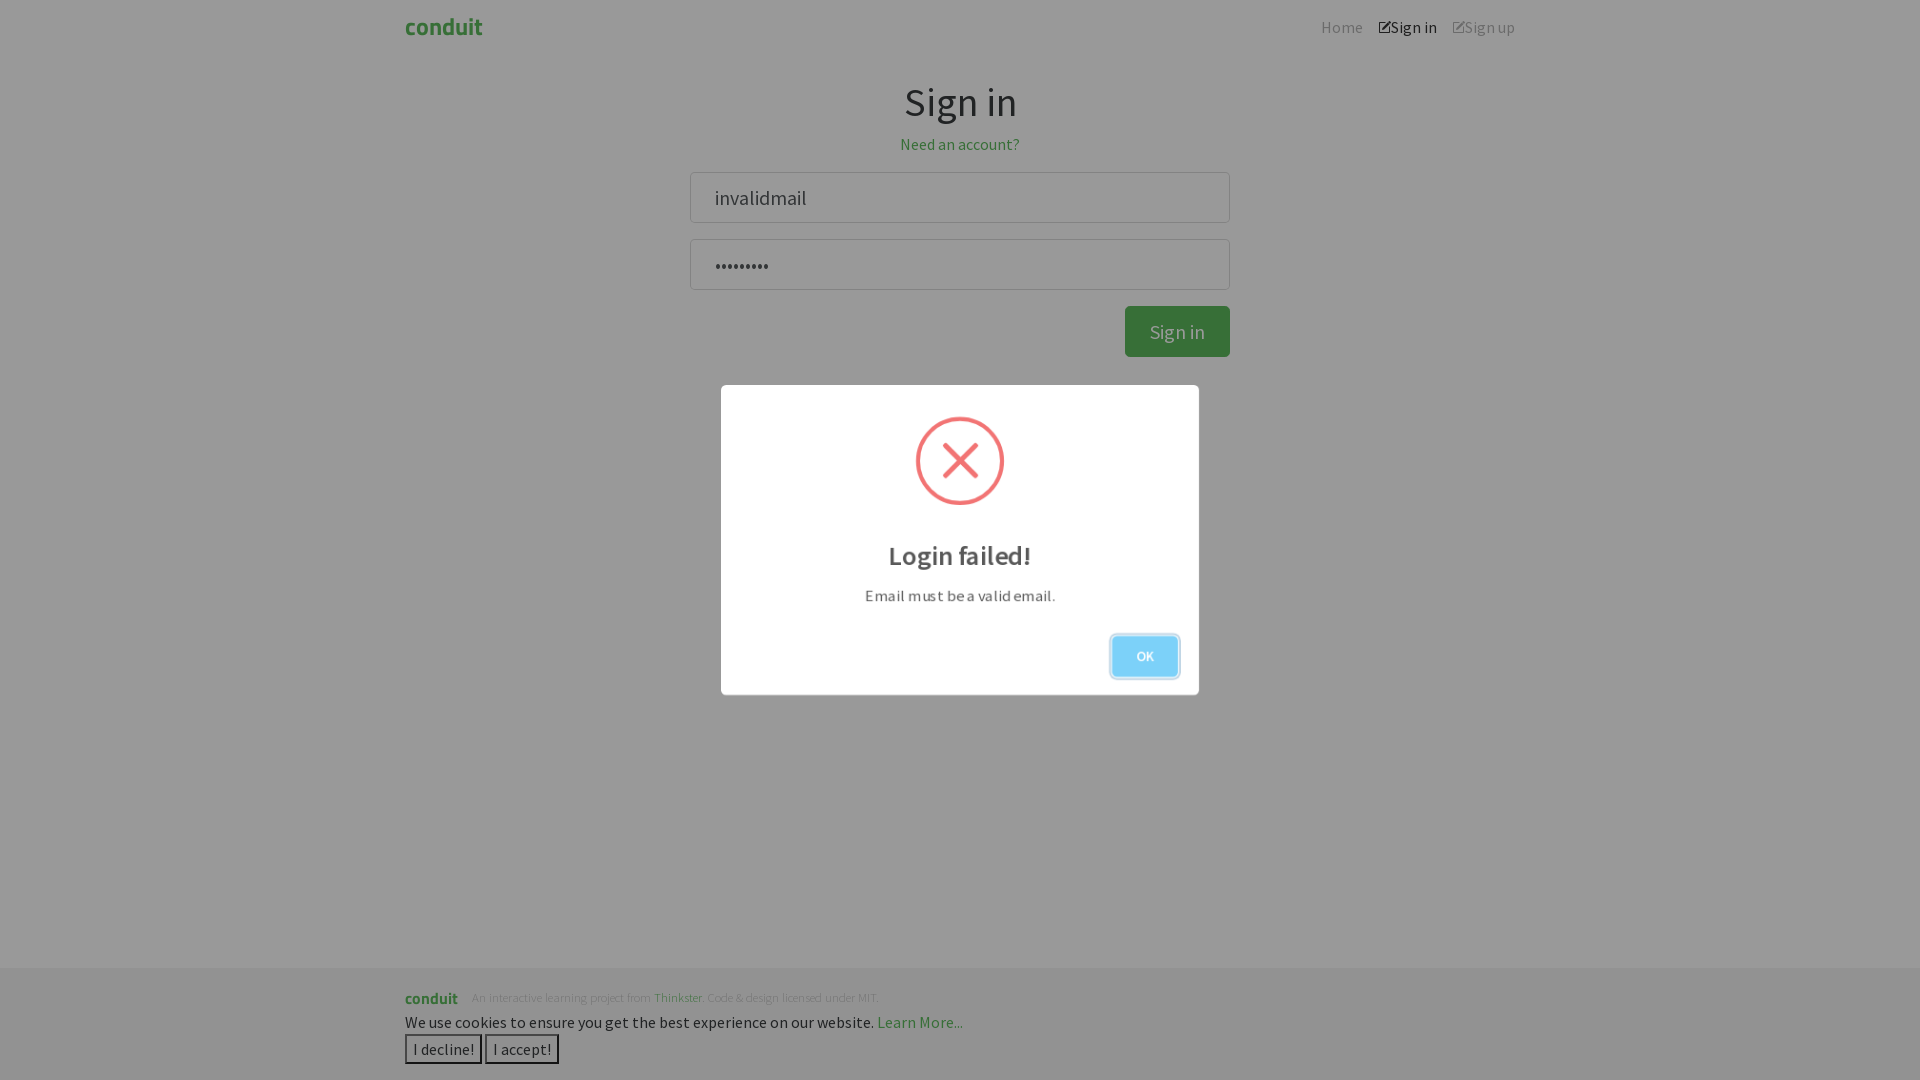 conduit
Home Sign in Sign up
Sign in
Need an account?
invalidmail
•••••••••
Sign in
Login failed!
Email must be a valid email.
OK
conduit An interactive learning project from Thinkster. Code & design licensed under MIT.
We use cookies to ensure you get the best experience on our website. Learn More...
I decline! I accept!